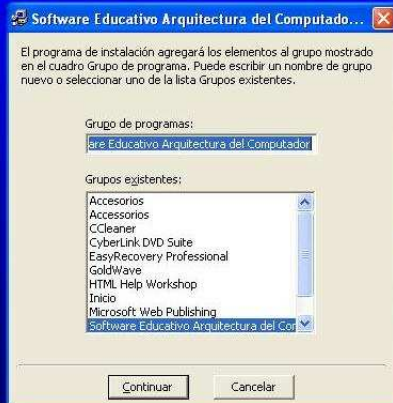 Software Educativo Arquitectura del Computado...
El programa de instalación agregará los elementos al grupo mostrado
en el cuadro Grupo de programa. Puede escribir un nombre de grupo
nuevo o seleccionar uno de la lista Grupos existentes.
Grupo de programas:
are Educativo Arquitectura del Computador
Grupos existentes:
Accesorios
Accessorios
CCleaner
CyberLink DVD Suite
EasyRecovery Professional
GoldWave
HTML Help Workshop
Inicio
Microsoft Web Publishing
Software Educativo Arquitectura del Con
Continuar Cancelar